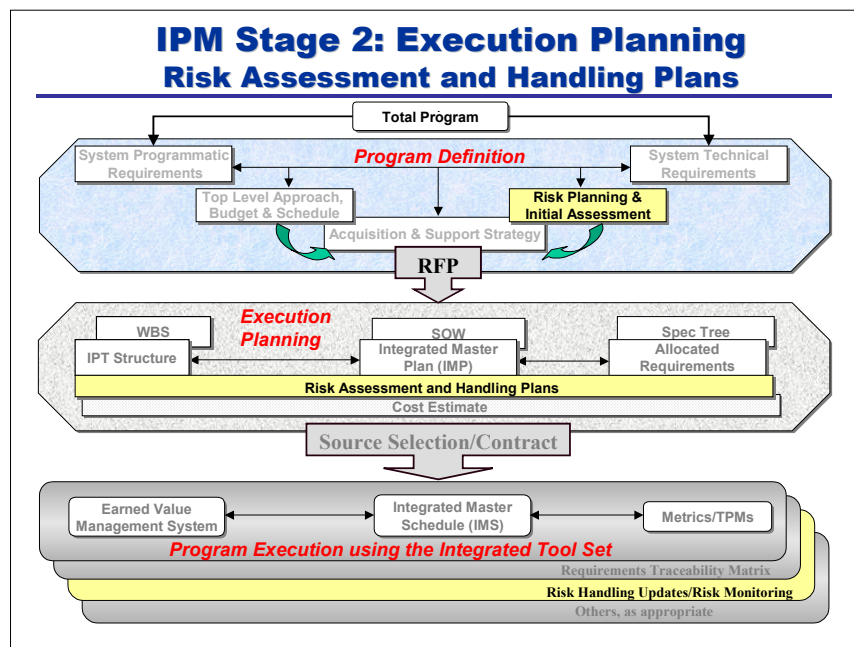 IPM Stage 2: Execution Planning
Risk Assessment and Handling Plans
Total Program
System Programmatic
Requirements
Program Definition
System Technical
Requirements
Top Level Approach,
Budget & Schedule
Risk Planning &
Initial Assessment
Acquisition & Support Strategy
RFP
WBS
IPT Structure
Execution
Planning
SOW
Integrated Master
Plan (IMP)
Spec Tree
Allocated
Requirements
Risk Assessment and Handling Plans
Cost Estimate
Source Selection/Contract
Earned Value
Management System
Integrated Master
Schedule (IMS)
Metrics/TPMs
Program Execution using the Integrated Tool Set
Requirements Traceability Matrix
Risk Handling Updates/Risk Monitoring
Others, as appropriate